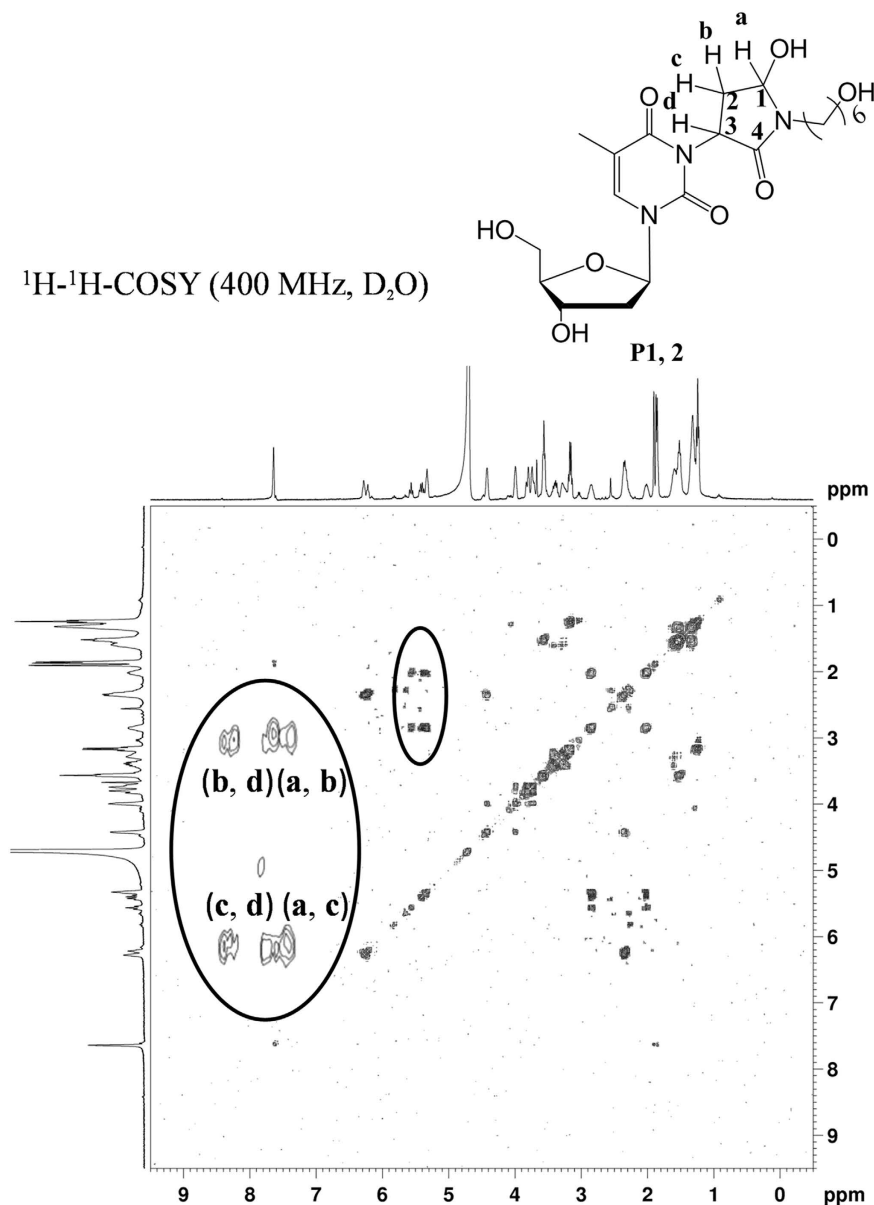 a
b
H
OH
c
H
H
OH
d
2
1
O
H
3
4
N
6
N
O
N
O
HO
O
OH
¹H-¹H-COSY (400 MHz, D₂O)
P1, 2
ppm
0
1
2
(b, d) (a, b)
3
4
5
(c, d) (a, c)
6
7
8
9
9 8 7 6 5 4 3 2 1 0 ppm